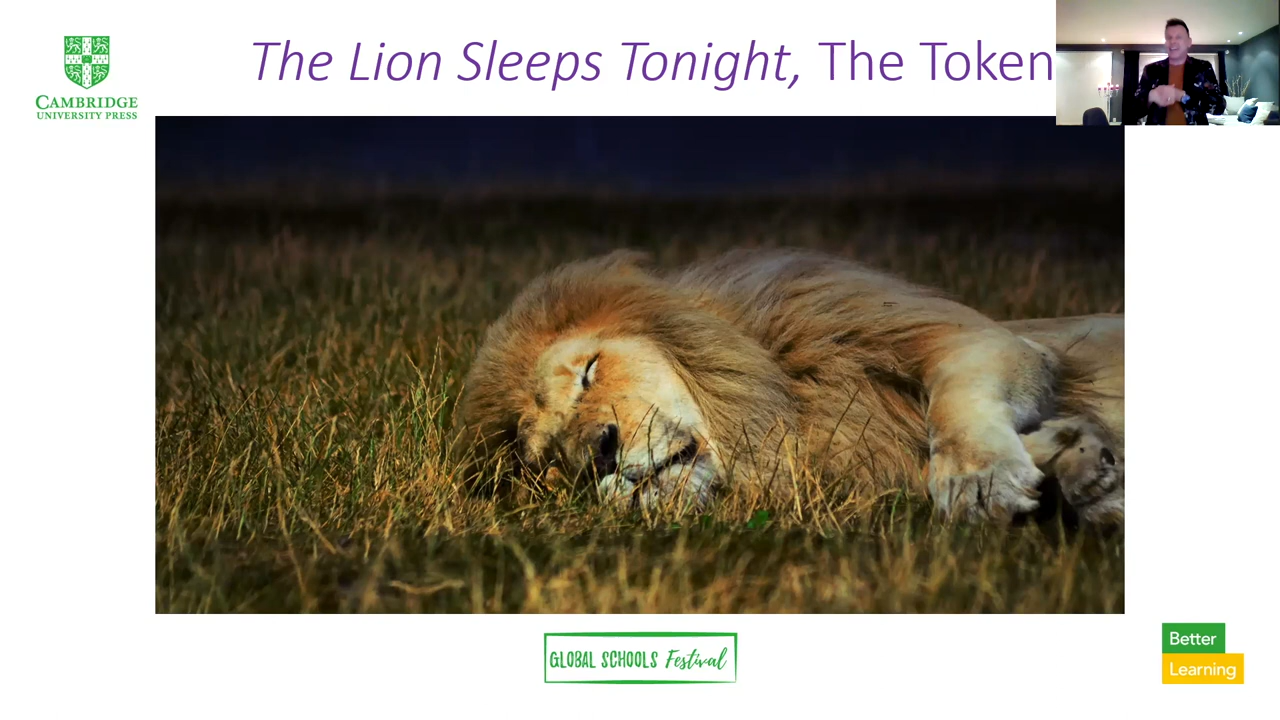 The Lion Sleeps Tonight, The Token
CAMBRIDGE
UNIVERSITY PRESS
GLOBAL SCHOOLS Festival
Better
Learning